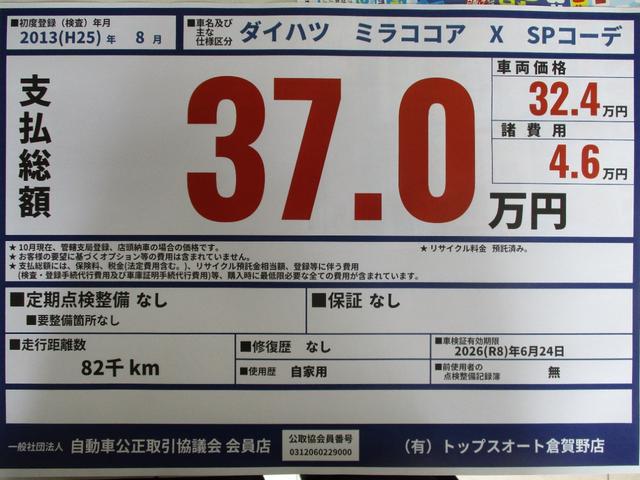 ■初度登録（検査）年月
2013(H25) 年 8 月
■車名及び主な仕様区分 ダイハツ ミラココア X SPコーデ
支払総額
37.0 万円
車両価格
32.4 万円
諸費用
4.6 万円
★ 10月現在、管轄支局登録、店頭納車の場合の価格です。
★ リサイクル料金 預託済み。
★ お客様の要望に基づくオプション等の費用は含まれていません。
★ 支払総額には、保険料、税金(法定費用含む。)、リサイクル預託金相当額、登録等に伴う費用
(検査・登録手続代行費用及び車庫証明手続代行費用)等、購入時に最低限必要な全ての費用が含まれています。
■定期点検整備 なし
■要整備箇所なし
■保証 なし
■走行距離数
82千 km
■修復歴 なし
■使用歴 自家用
■車検証有効期限
2026(R8)年6月24日
■前使用者の点検整備記録簿 無
一般社団法人 自動車公正取引協議会 会員店
公取協会員番号
0312060229000
（有）トップスオート倉賀野店